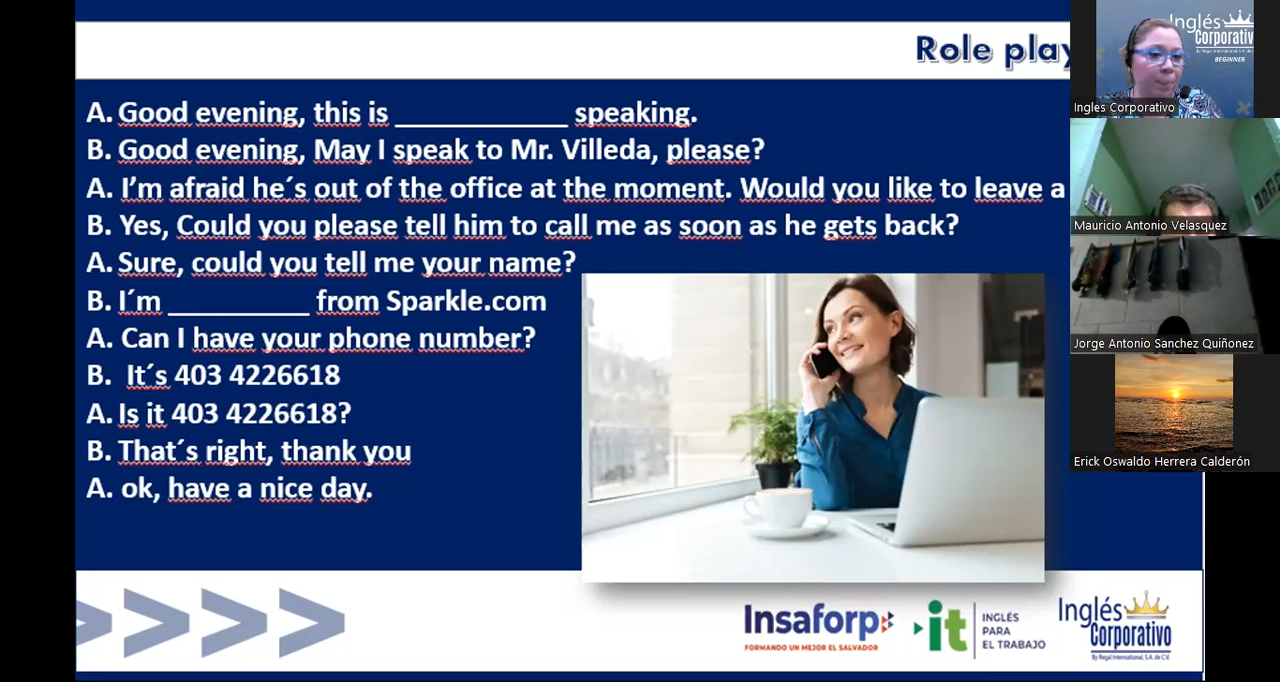 Role play
A. Good evening, this is ____________ speaking.
B. Good evening, May I speak to Mr. Villeda, please?
A. I'm afraid he´s out of the office at the moment. Would you like to leave a
B. Yes, Could you please tell him to call me as soon as he gets back?
A. Sure, could you tell me your name?
B. I´m __________ from Sparkle.com
A. Can I have your phone number?
B. It´s 403 4226618
A. Is it 403 4226618?
B. That´s right, thank you
A. ok, have a nice day.
Insaforp
FORMANDO UN MEJOR EL SALVADOR
it
INGLÉS
PARA
EL TRABAJO
Inglés
Corporativo
By Regal International, S.A. de C.V.
Inglés
Corporativo
BEGINNER
Ingles Corporativo
Mauricio Antonio Velasquez
Jorge Antonio Sanchez Quiñonez
Erick Oswaldo Herrera Calderón